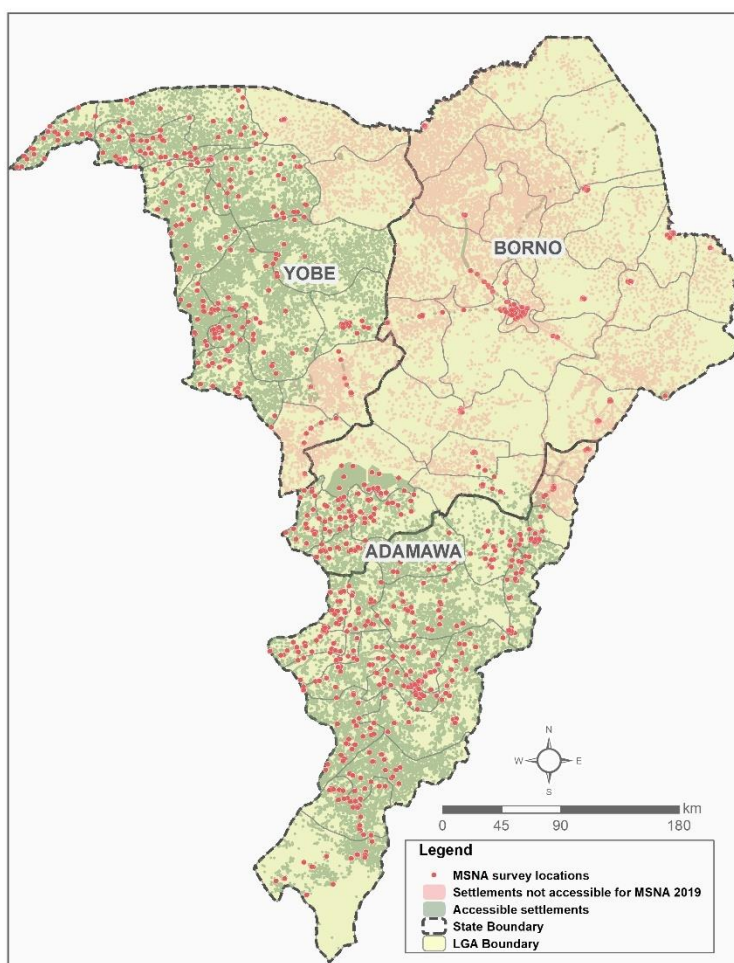 YOBE
BORNO
ADAMAWA
N
W E
S
km
0 45 90 180
Legend
MSNA survey locations
Settlements not accessible for MSNA 2019
Accessible settlements
State Boundary
LGA Boundary